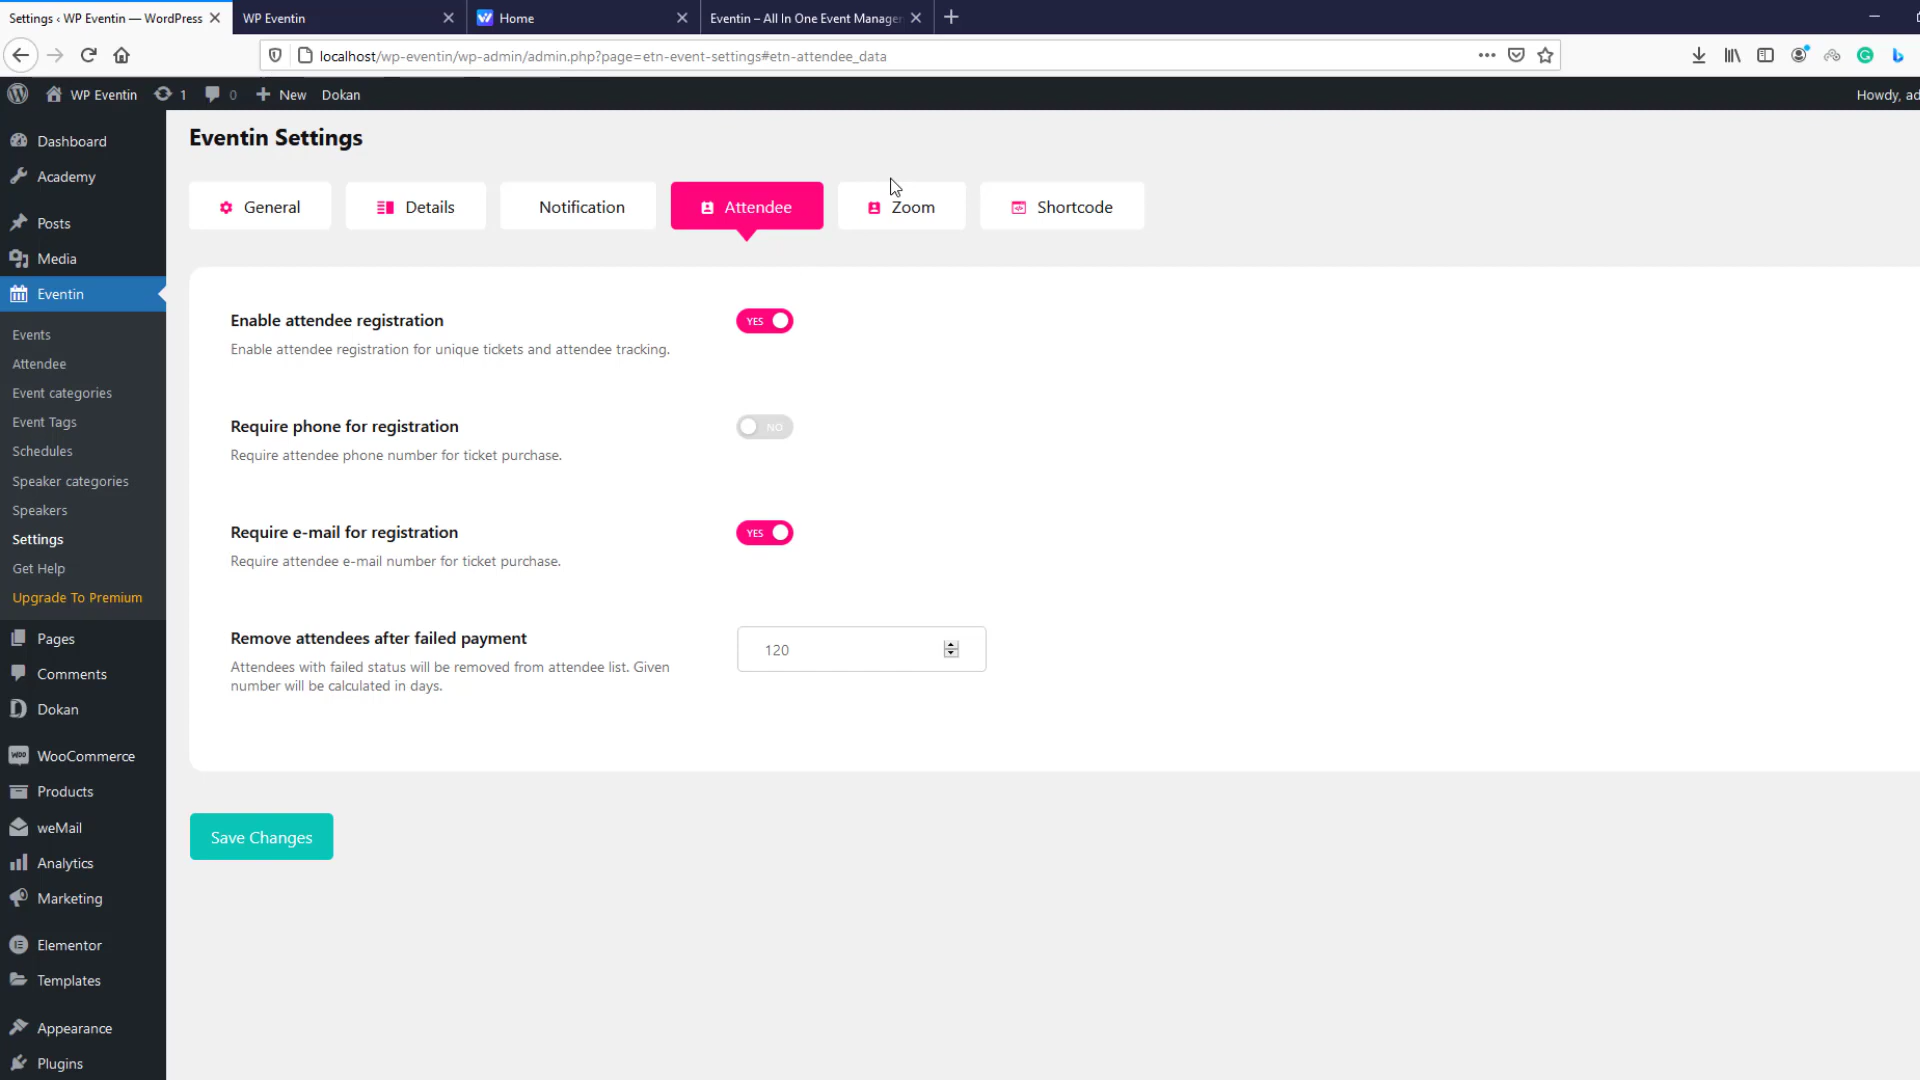 Settings ‹ WP Eventin — WordPress
WP Eventin
Home
Eventin – All In One Event Manager
localhost/wp-eventin/wp-admin/admin.php?page=etn-event-settings#etn-attendee_data
WP Eventin
1
0
New
Dokan
Howdy, ad
Dashboard
Academy
Posts
Media
Eventin
Events
Attendee
Event categories
Event Tags
Schedules
Speaker categories
Speakers
Settings
Get Help
Upgrade To Premium
Pages
Comments
Dokan
WooCommerce
Products
weMail
Analytics
Marketing
Elementor
Templates
Appearance
Plugins
Eventin Settings
General
Details
Notification
Attendee
Zoom
Shortcode
Enable attendee registration
YES
Enable attendee registration for unique tickets and attendee tracking.
Require phone for registration
NO
Require attendee phone number for ticket purchase.
Require e-mail for registration
YES
Require attendee e-mail number for ticket purchase.
Remove attendees after failed payment
120
Attendees with failed status will be removed from attendee list. Given
number will be calculated in days.
Save Changes